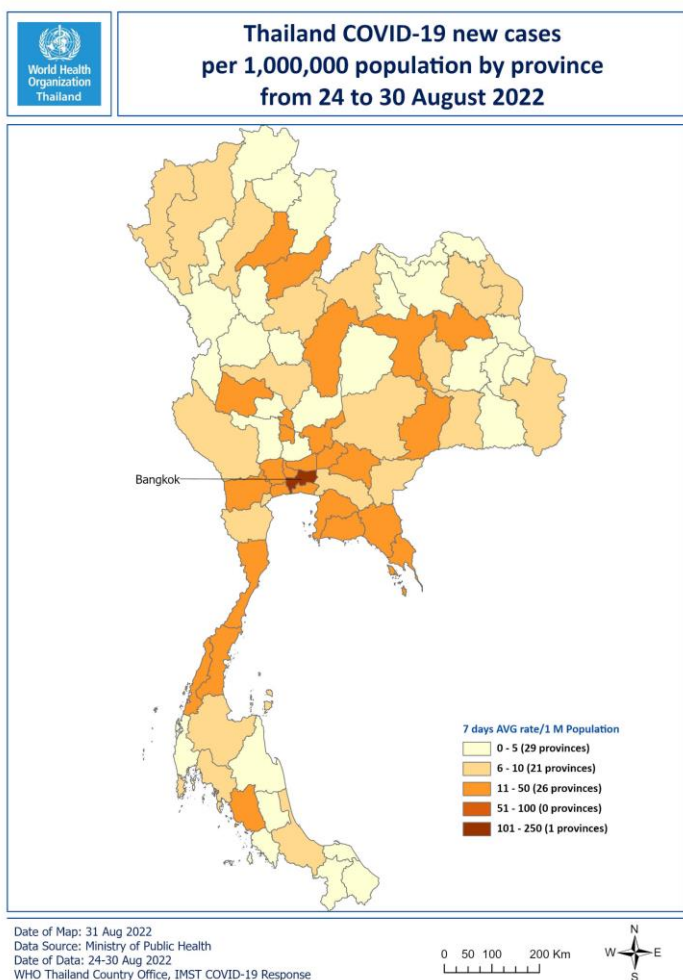 World Health
Organization
Thailand
Thailand COVID-19 new cases
per 1,000,000 population by province
from 24 to 30 August 2022
Bangkok
7 days AVG rate/1 M Population
0 - 5 (29 provinces)
6 - 10 (21 provinces)
11 - 50 (26 provinces)
51 - 100 (0 provinces)
101 - 250 (1 provinces)
Date of Map: 31 Aug 2022
Data Source: Ministry of Public Health
Date of Data: 24-30 Aug 2022
WHO Thailand Country Office, IMST COVID-19 Response
0 50 100 200 Km
N
W E
S